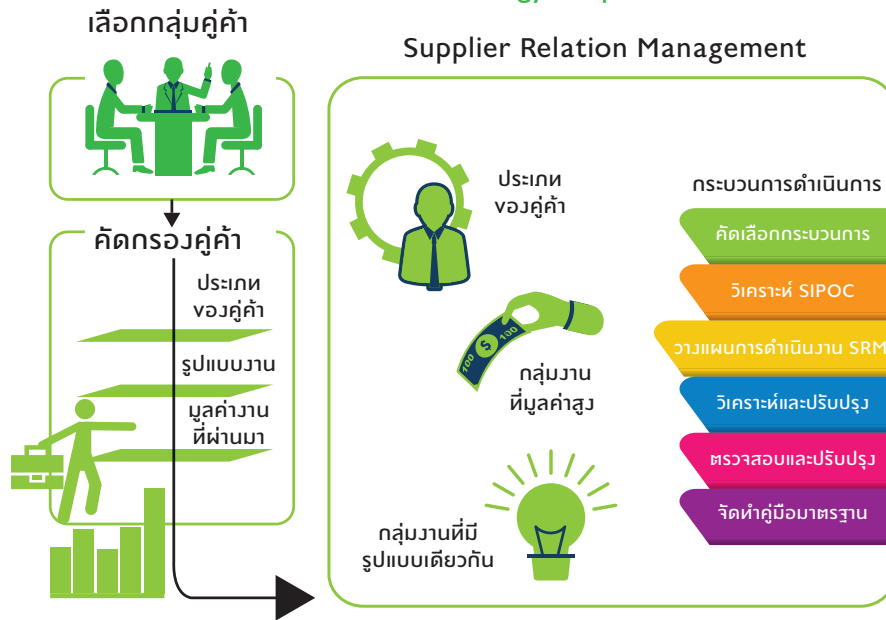 เลือกกลุ่มคู่ค้า
คัดกรองคู่ค้า
ประเภท
ของคู่ค้า
รูปแบบงาน
มูลค่างาน
ที่ผ่านมา
Supplier Relation Management
ประเภท
ของคู่ค้า
100
$
100
กลุ่มงาน
ที่มูลค่าสูง
กลุ่มงานที่มี
รูปแบบเดียวกัน
กระบวนการดำเนินการ
คัดเลือกกระบวนการ
วิเคราะห์ SIPOC
วางแผนการดำเนินงาน SRM
วิเคราะห์และปรับปรุง
ตรวจสอบและปรับปรุง
จัดทำคู่มือมาตรฐาน